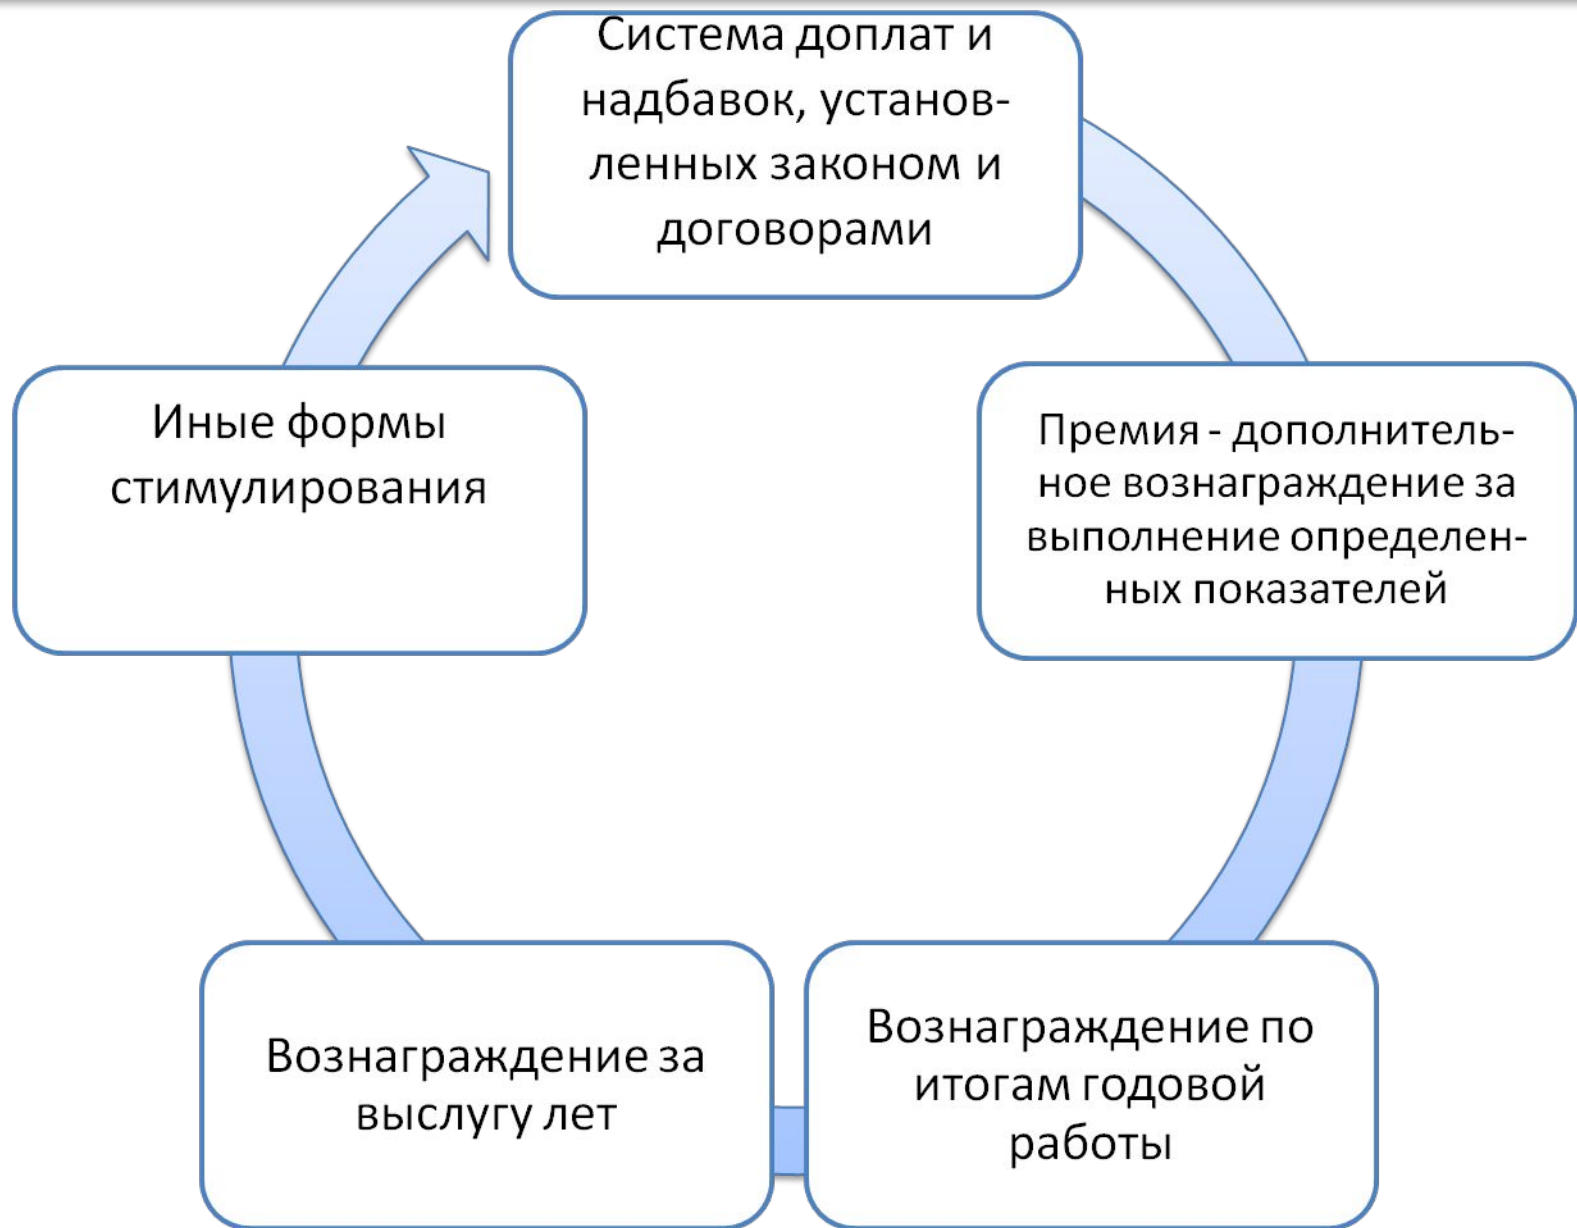 Система доплат и
надбавок, установ-
ленных законом и
договорами
Премия - дополнитель-
ное вознаграждение за
выполнение определен-
ных показателей
Вознаграждение по
итогам годовой
работы
Вознаграждение за
выслугу лет
Иные формы
стимулирования